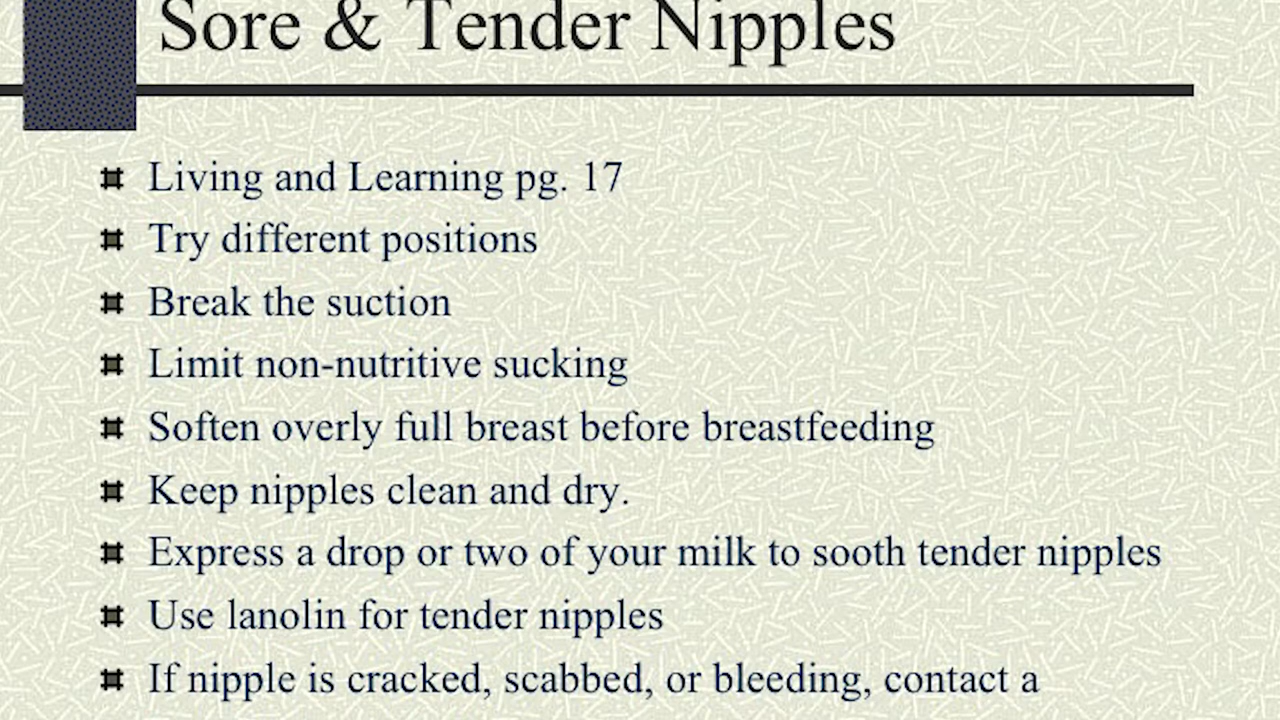 Sore & Tender Nipples
Living and Learning pg. 17
Try different positions
Break the suction
Limit non-nutritive sucking
Soften overly full breast before breastfeeding
Keep nipples clean and dry.
Express a drop or two of your milk to sooth tender nipples
Use lanolin for tender nipples
If nipple is cracked, scabbed, or bleeding, contact a